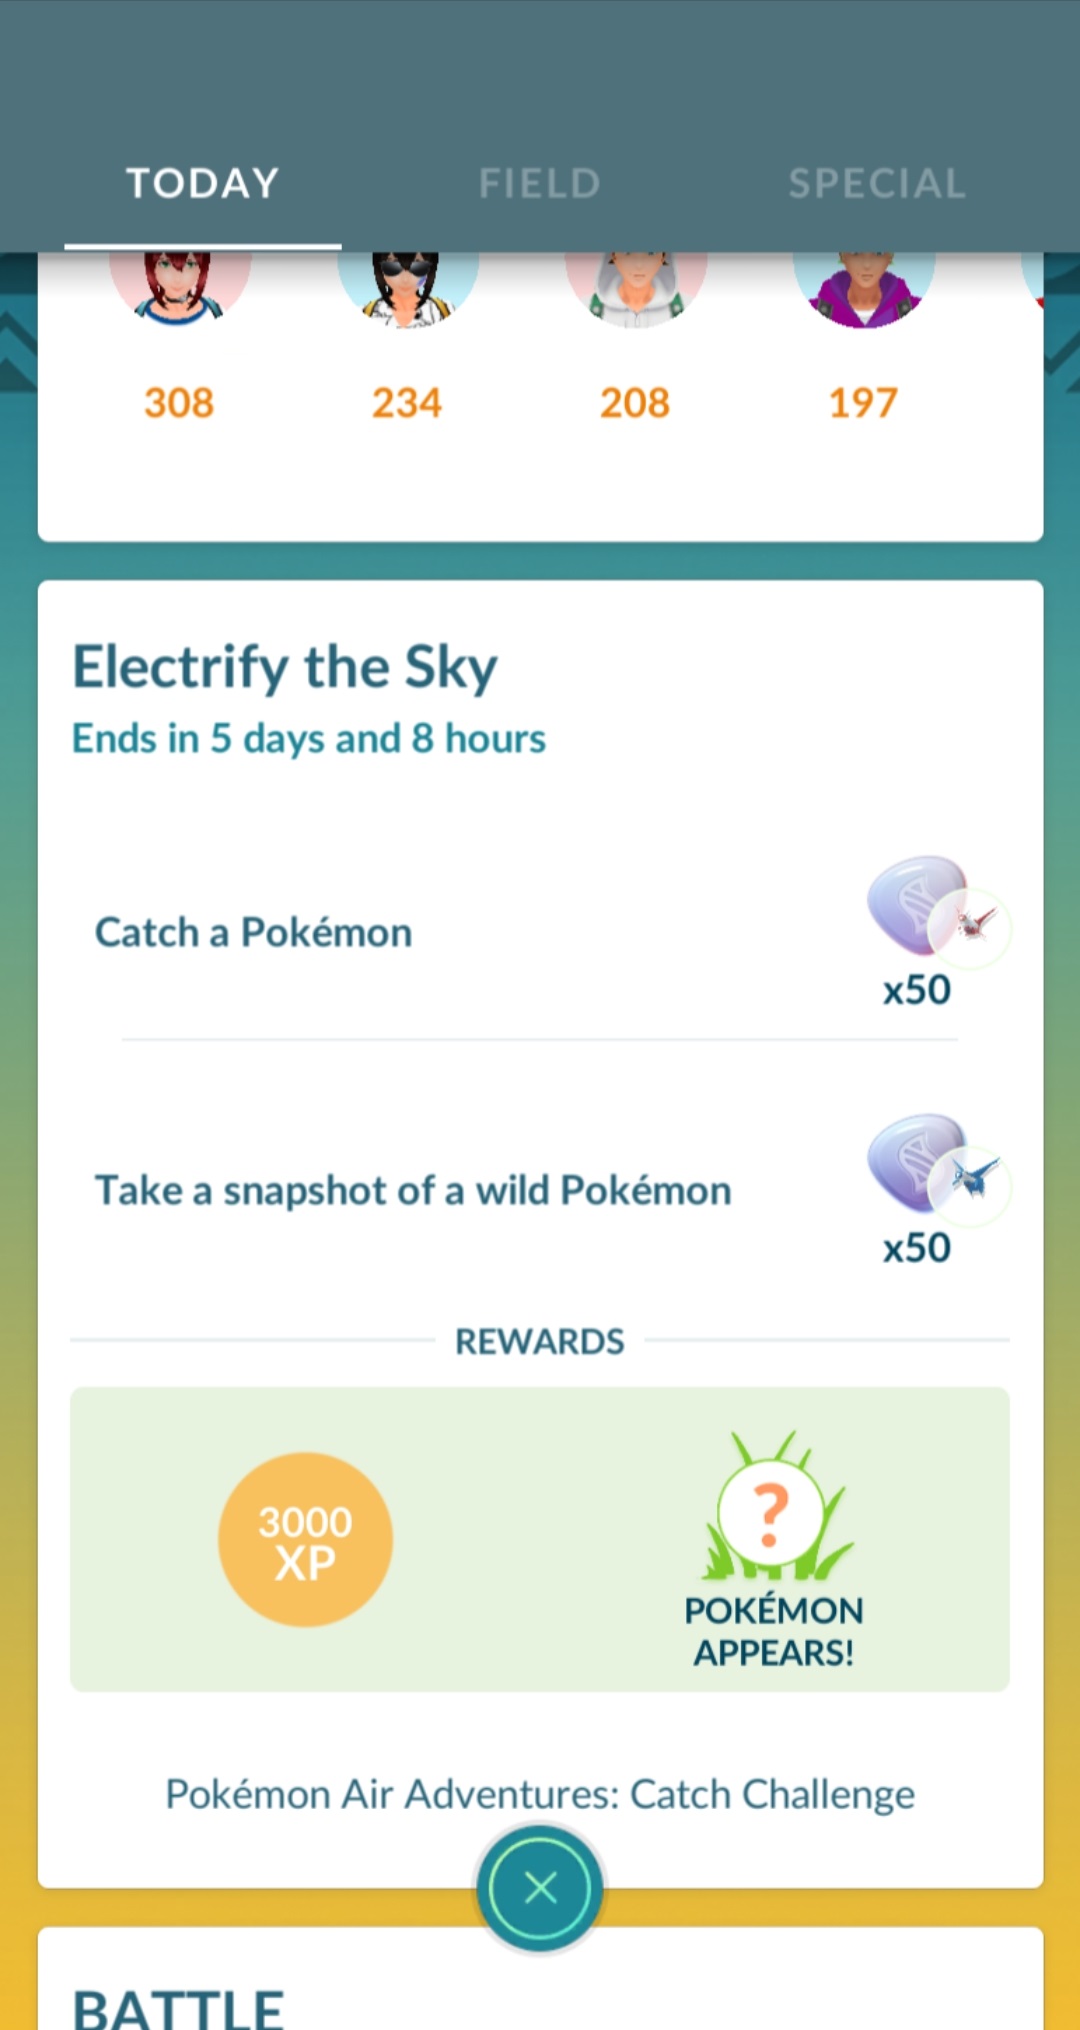 TODAY FIELD SPECIAL
308 234 208 197
Electrify the Sky
Ends in 5 days and 8 hours
Catch a Pokémon
x50
Take a snapshot of a wild Pokémon
x50
REWARDS
3000
XP
?
POKÉMON
APPEARS!
Pokémon Air Adventures: Catch Challenge
BATTLE